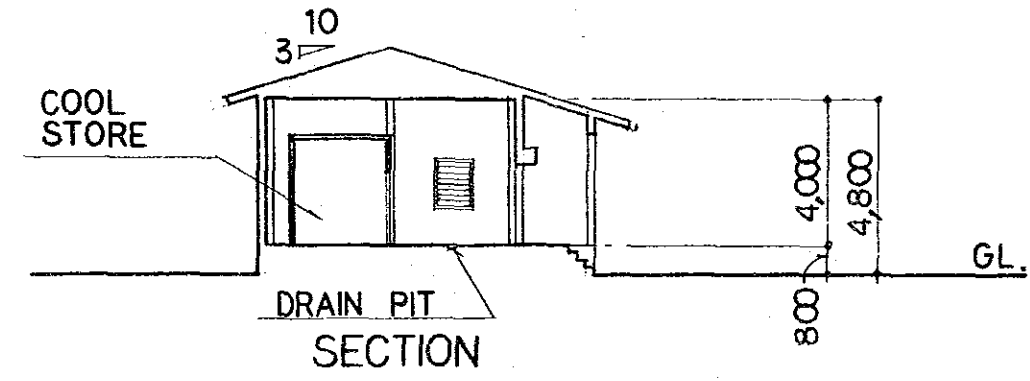 10
3
COOL
STORE
4,000
4,800
800
GL.
DRAIN PIT
SECTION